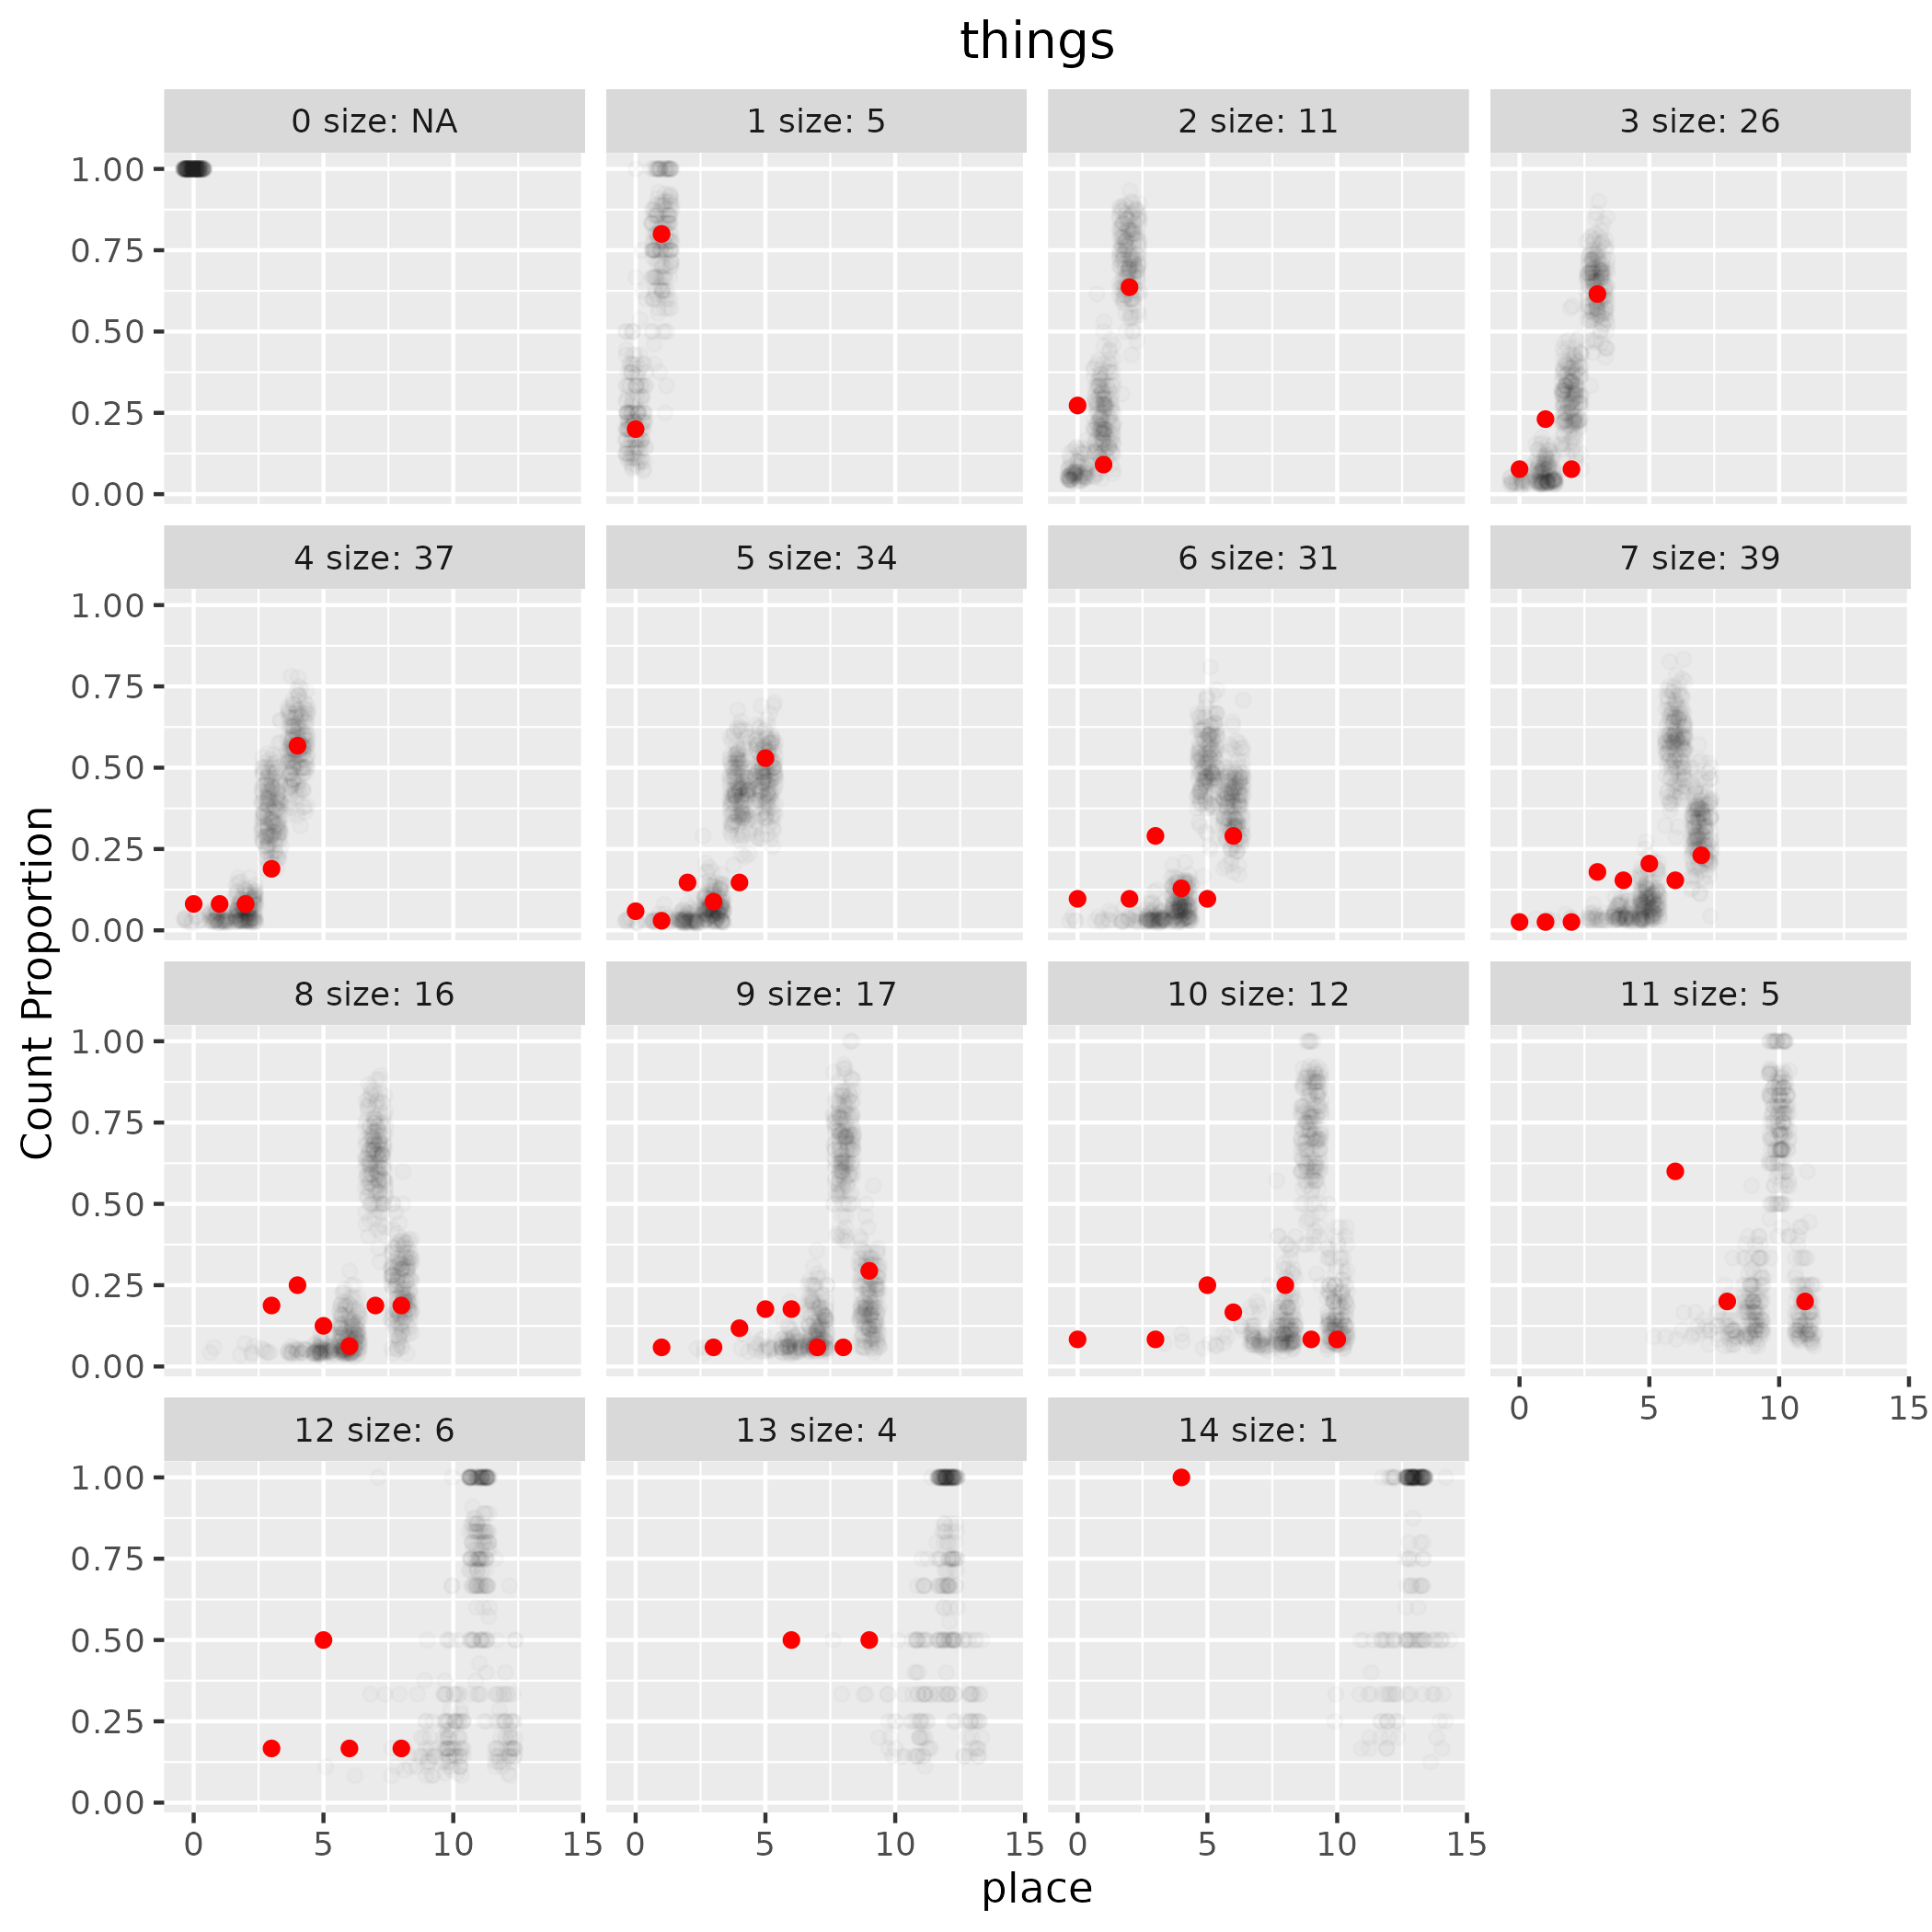 things
0 size: NA
1 size: 5
2 size: 11
3 size: 26
1.00
0.75
0.50
0.25
0.00
4 size: 37
5 size: 34
6 size: 31
7 size: 39
1.00
0.75
0.50
0.25
0.00
8 size: 16
9 size: 17
10 size: 12
11 size: 5
1.00
0.75
0.50
0.25
0.00
0 5 10 15
12 size: 6
13 size: 4
14 size: 1
1.00
0.75
0.50
0.25
0.00
0 5 10 15 0 5 10 15 0 5 10 15
place
Count Proportion